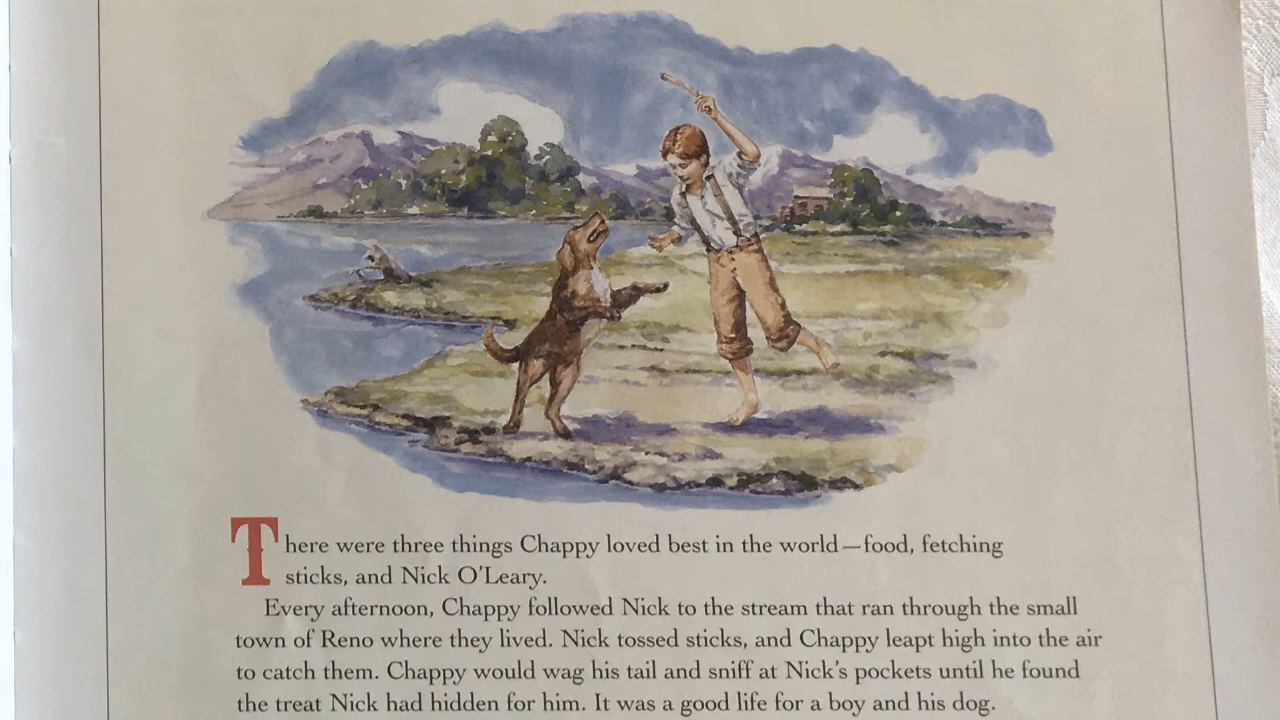 There were three things Chappy loved best in the world—food, fetching
sticks, and Nick O'Leary.
Every afternoon, Chappy followed Nick to the stream that ran through the small
town of Reno where they lived. Nick tossed sticks, and Chappy leapt high into the air
to catch them. Chappy would wag his tail and sniff at Nick's pockets until he found
the treat Nick had hidden for him. It was a good life for a boy and his dog.